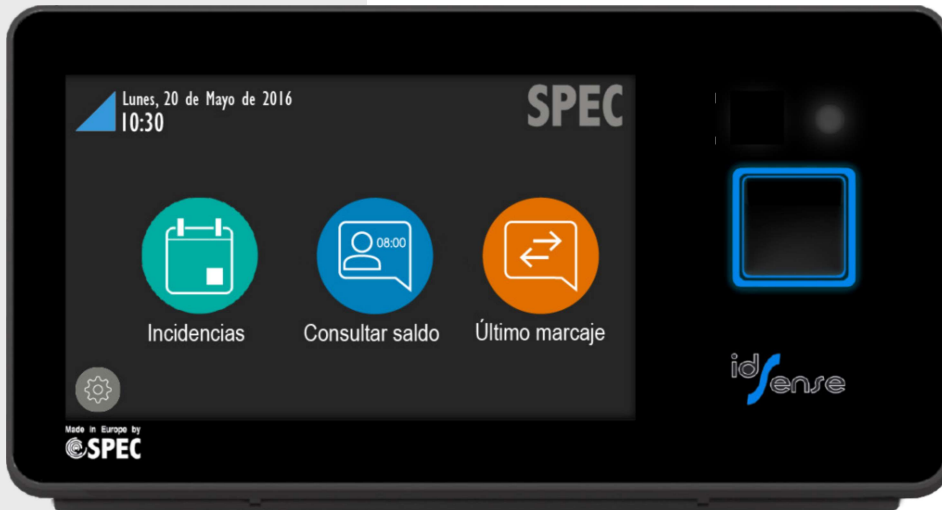 Lunes, 20 de Mayo de 2016
10:30
SPEC
08:00
Incidencias
Consultar saldo
Último marcaje
Made in Europe by
SPEC
idSense